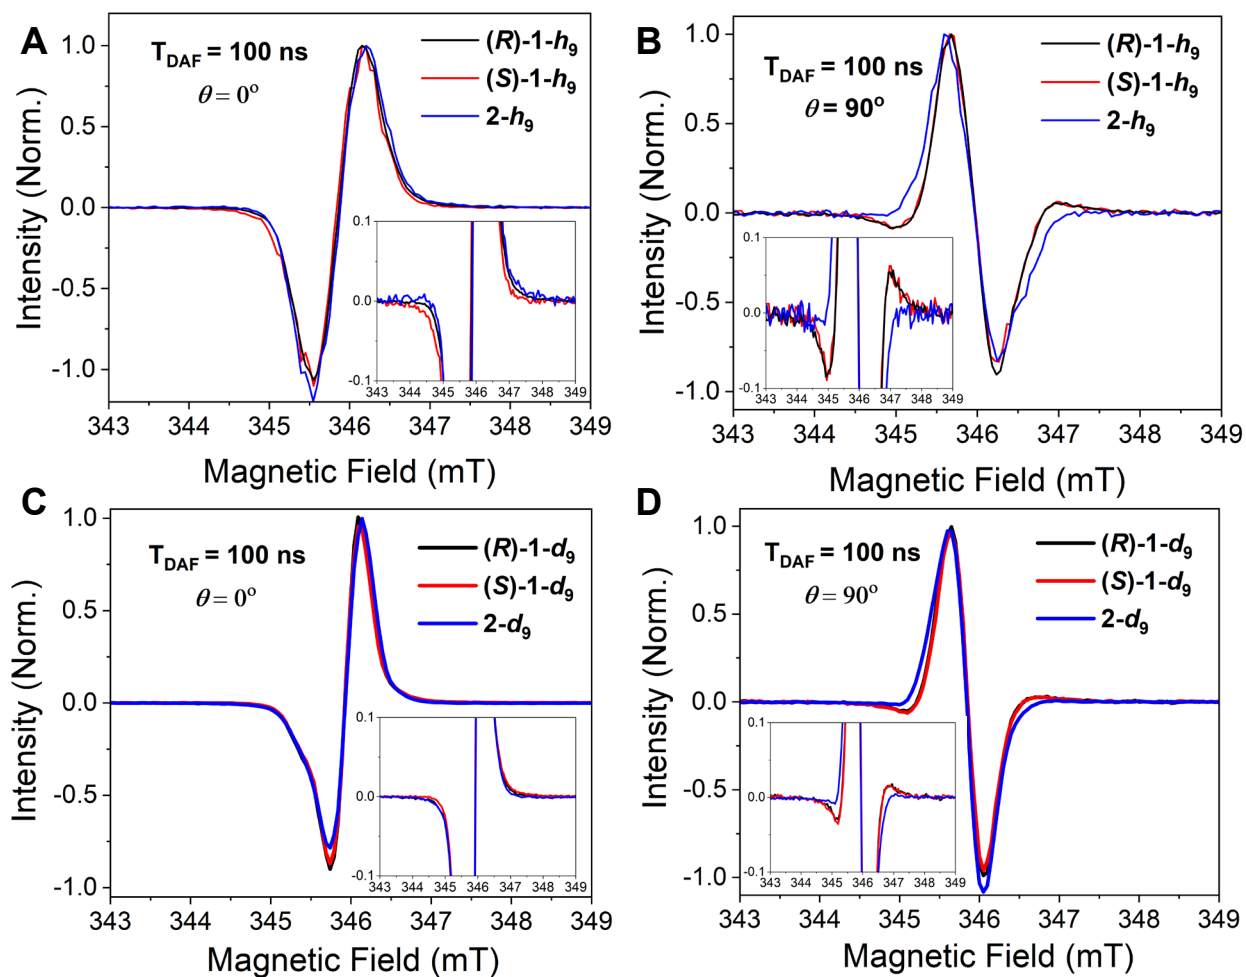 A
T_DAF = 100 ns
θ = 0°
(R)-1-h₉
(S)-1-h₉
2-h₉
Intensity (Norm.)
1.0
0.5
0.0
-0.5
-1.0
0.1
0.0
-0.1
343 344 345 346 347 348 349
343 344 345 346 347 348 349
Magnetic Field (mT)
B
T_DAF = 100 ns
θ = 90°
(R)-1-h₉
(S)-1-h₉
2-h₉
Intensity (Norm.)
1.0
0.5
0.0
-0.5
-1.0
0.1
0.0
-0.1
343 344 345 346 347 348 349
343 344 345 346 347 348 349
Magnetic Field (mT)
C
T_DAF = 100 ns
θ = 0°
(R)-1-d₉
(S)-1-d₉
2-d₉
Intensity (Norm.)
1.0
0.5
0.0
-0.5
-1.0
0.1
0.0
-0.1
343 344 345 346 347 348 349
343 344 345 346 347 348 349
Magnetic Field (mT)
D
T_DAF = 100 ns
θ = 90°
(R)-1-d₉
(S)-1-d₉
2-d₉
Intensity (Norm.)
1.0
0.5
0.0
-0.5
-1.0
0.1
0.0
-0.1
343 344 345 346 347 348 349
343 344 345 346 347 348 349
Magnetic Field (mT)